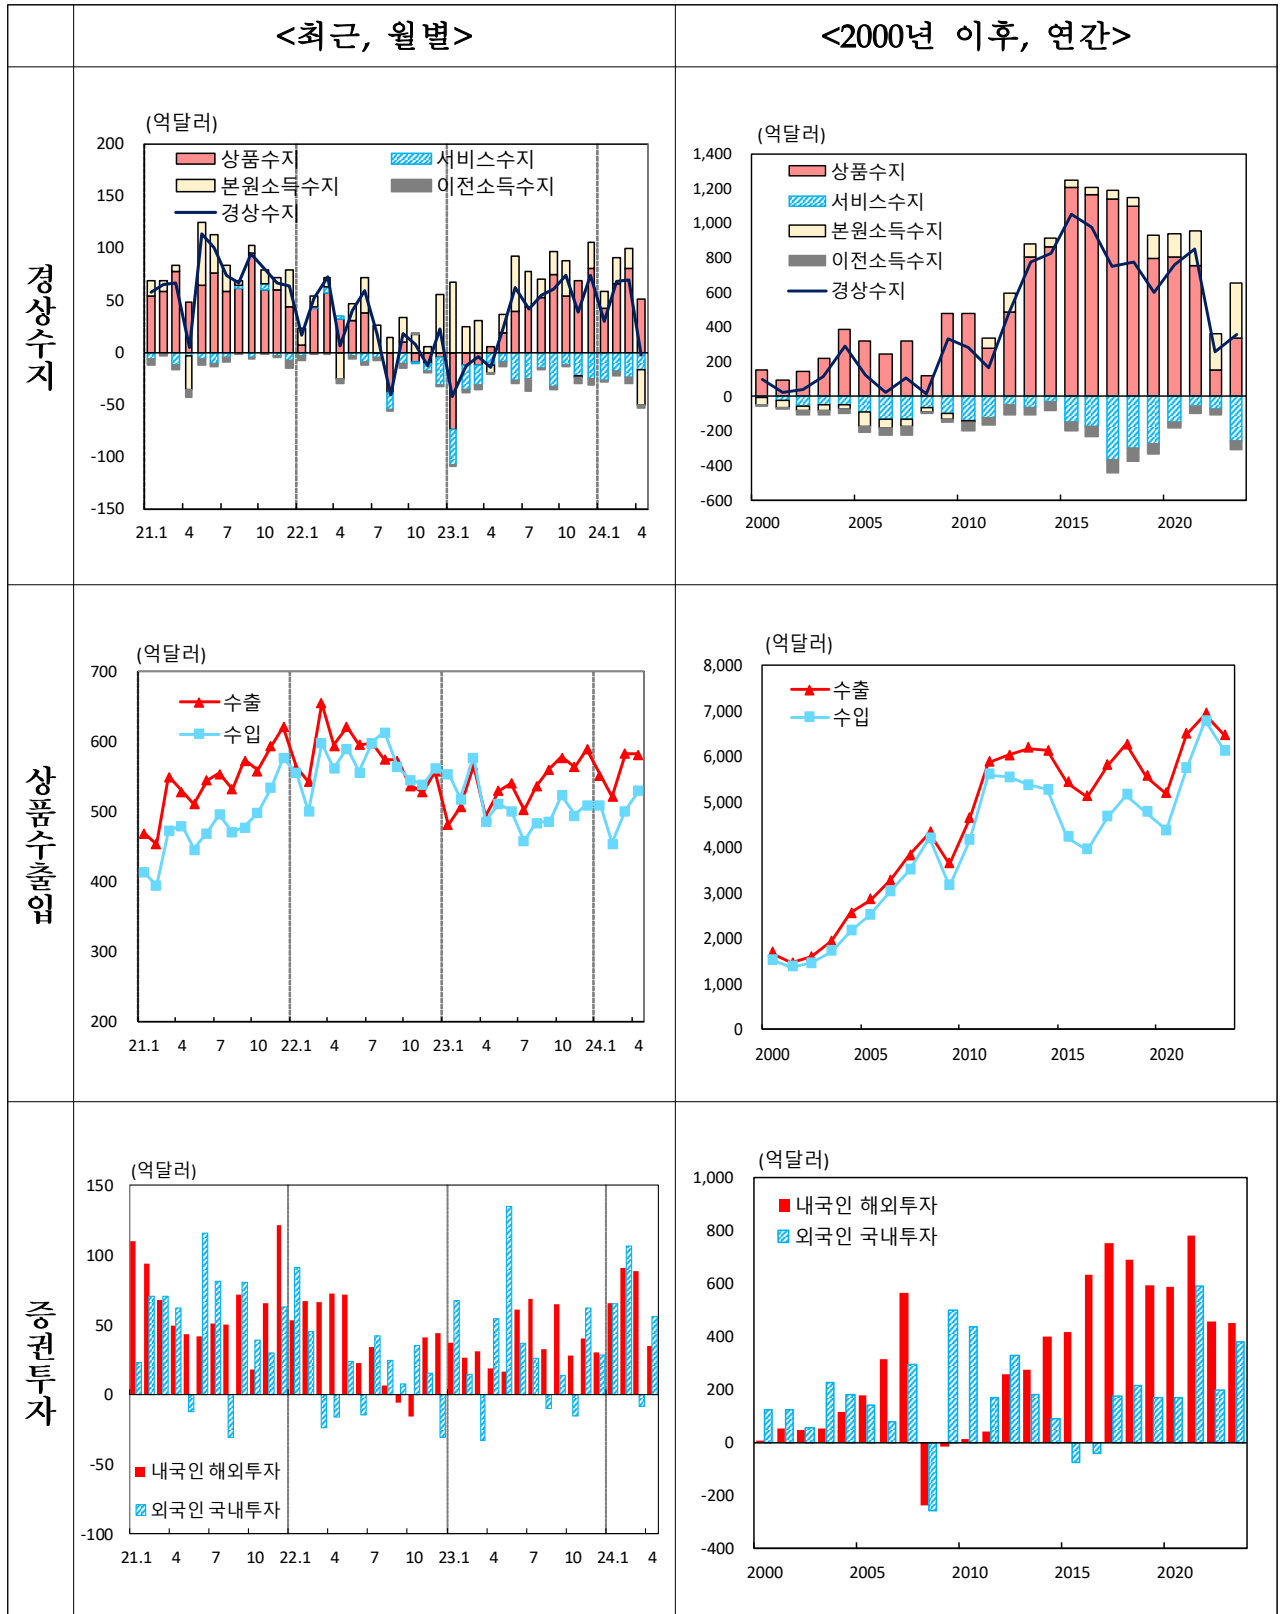 <최근, 월별>
<2000년 이후, 연간>
경상수지
(억달러)
200
150
100
50
0
-50
-100
-150
상품수지
서비스수지
본원소득수지
이전소득수지
경상수지
21.1 4 7 10 22.1 4 7 10 23.1 4 7 10 24.1 4
(억달러)
1,400
1,200
1,000
800
600
400
200
0
-200
-400
-600
상품수지
서비스수지
본원소득수지
이전소득수지
경상수지
2000 2005 2010 2015 2020
상품수출입
(억달러)
700
600
500
400
300
200
수출
수입
21.1 4 7 10 22.1 4 7 10 23.1 4 7 10 24.1 4
(억달러)
8,000
7,000
6,000
5,000
4,000
3,000
2,000
1,000
0
수출
수입
2000 2005 2010 2015 2020
증권투자
(억달러)
150
100
50
0
-50
-100
내국인 해외투자
외국인 국내투자
21.1 4 7 10 22.1 4 7 10 23.1 4 7 10 24.1 4
(억달러)
1,000
800
600
400
200
0
-200
-400
내국인 해외투자
외국인 국내투자
2000 2005 2010 2015 2020